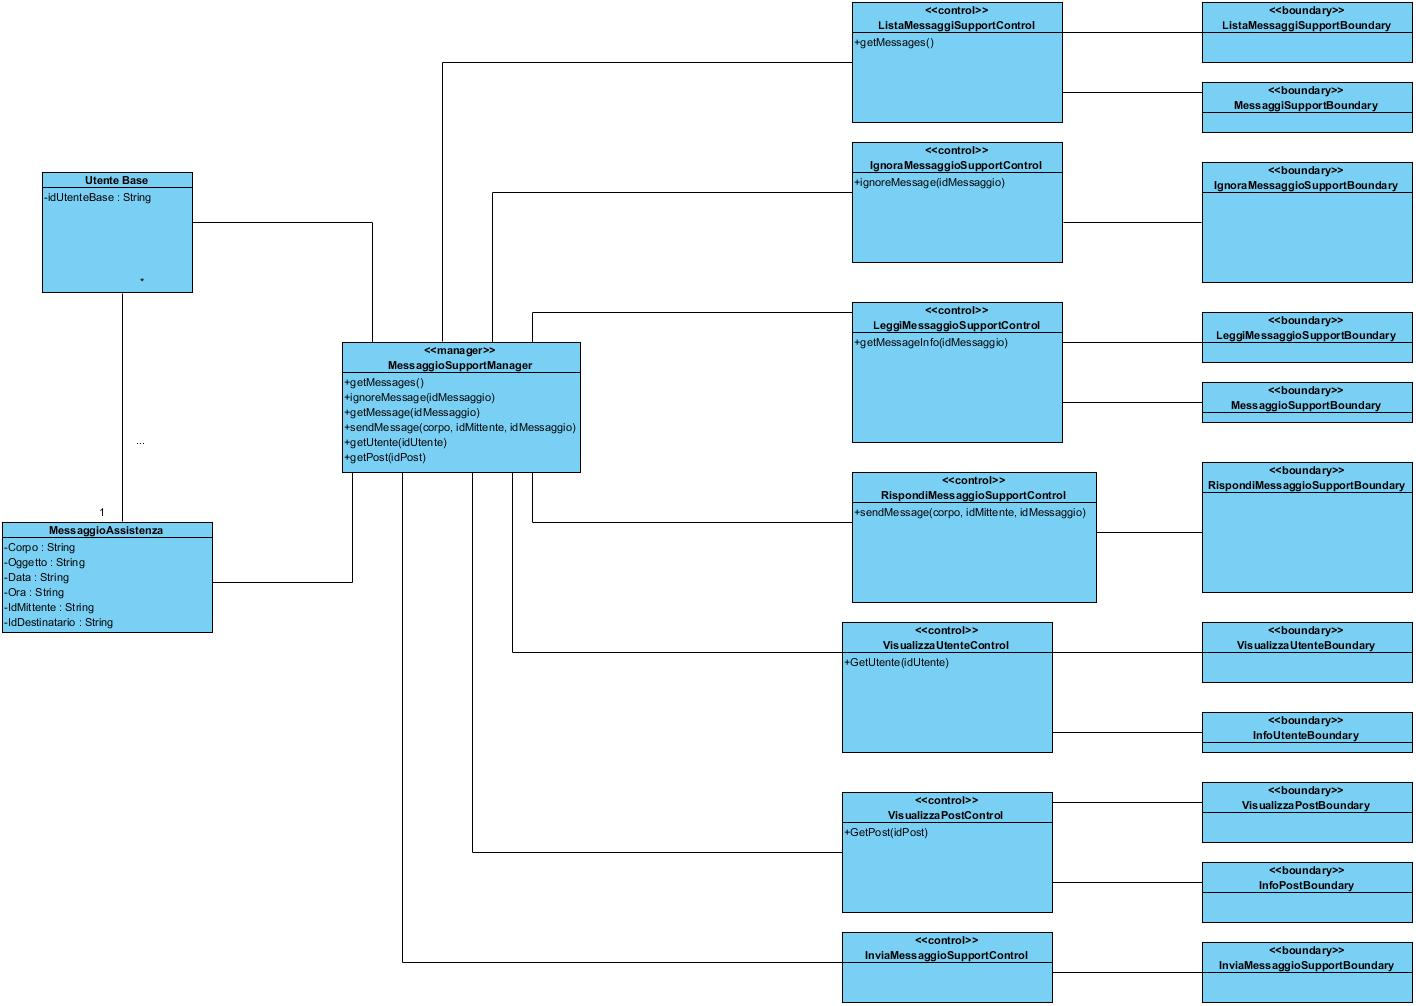 Utente Base
-idUtenteBase : String
*
...
1
MessaggioAssistenza
-Corpo : String
-Oggetto : String
-Data : String
-Ora : String
-IdMittente : String
-IdDestinatario : String
<<manager>>
MessaggioSupportManager
+getMessages()
+ignoreMessage(idMessaggio)
+getMessage(idMessaggio)
+sendMessage(corpo, idMittente, idMessaggio)
+getUtente(idUtente)
+getPost(idPost)
<<control>>
ListaMessaggiSupportControl
+getMessages()
<<control>>
IgnoraMessaggioSupportControl
+ignoreMessage(idMessaggio)
<<control>>
LeggiMessaggioSupportControl
+getMessageInfo(idMessaggio)
<<control>>
RispondiMessaggioSupportControl
+sendMessage(corpo, idMittente, idMessaggio)
<<control>>
VisualizzaUtenteControl
+GetUtente(idUtente)
<<control>>
VisualizzaPostControl
+GetPost(idPost)
<<control>>
InviaMessaggioSupportControl
<<boundary>>
ListaMessaggiSupportBoundary
<<boundary>>
MessaggiSupportBoundary
<<boundary>>
IgnoraMessaggioSupportBoundary
<<boundary>>
LeggiMessaggioSupportBoundary
<<boundary>>
MessaggioSupportBoundary
<<boundary>>
RispondiMessaggioSupportBoundary
<<boundary>>
VisualizzaUtenteBoundary
<<boundary>>
InfoUtenteBoundary
<<boundary>>
VisualizzaPostBoundary
<<boundary>>
InfoPostBoundary
<<boundary>>
InviaMessaggioSupportBoundary